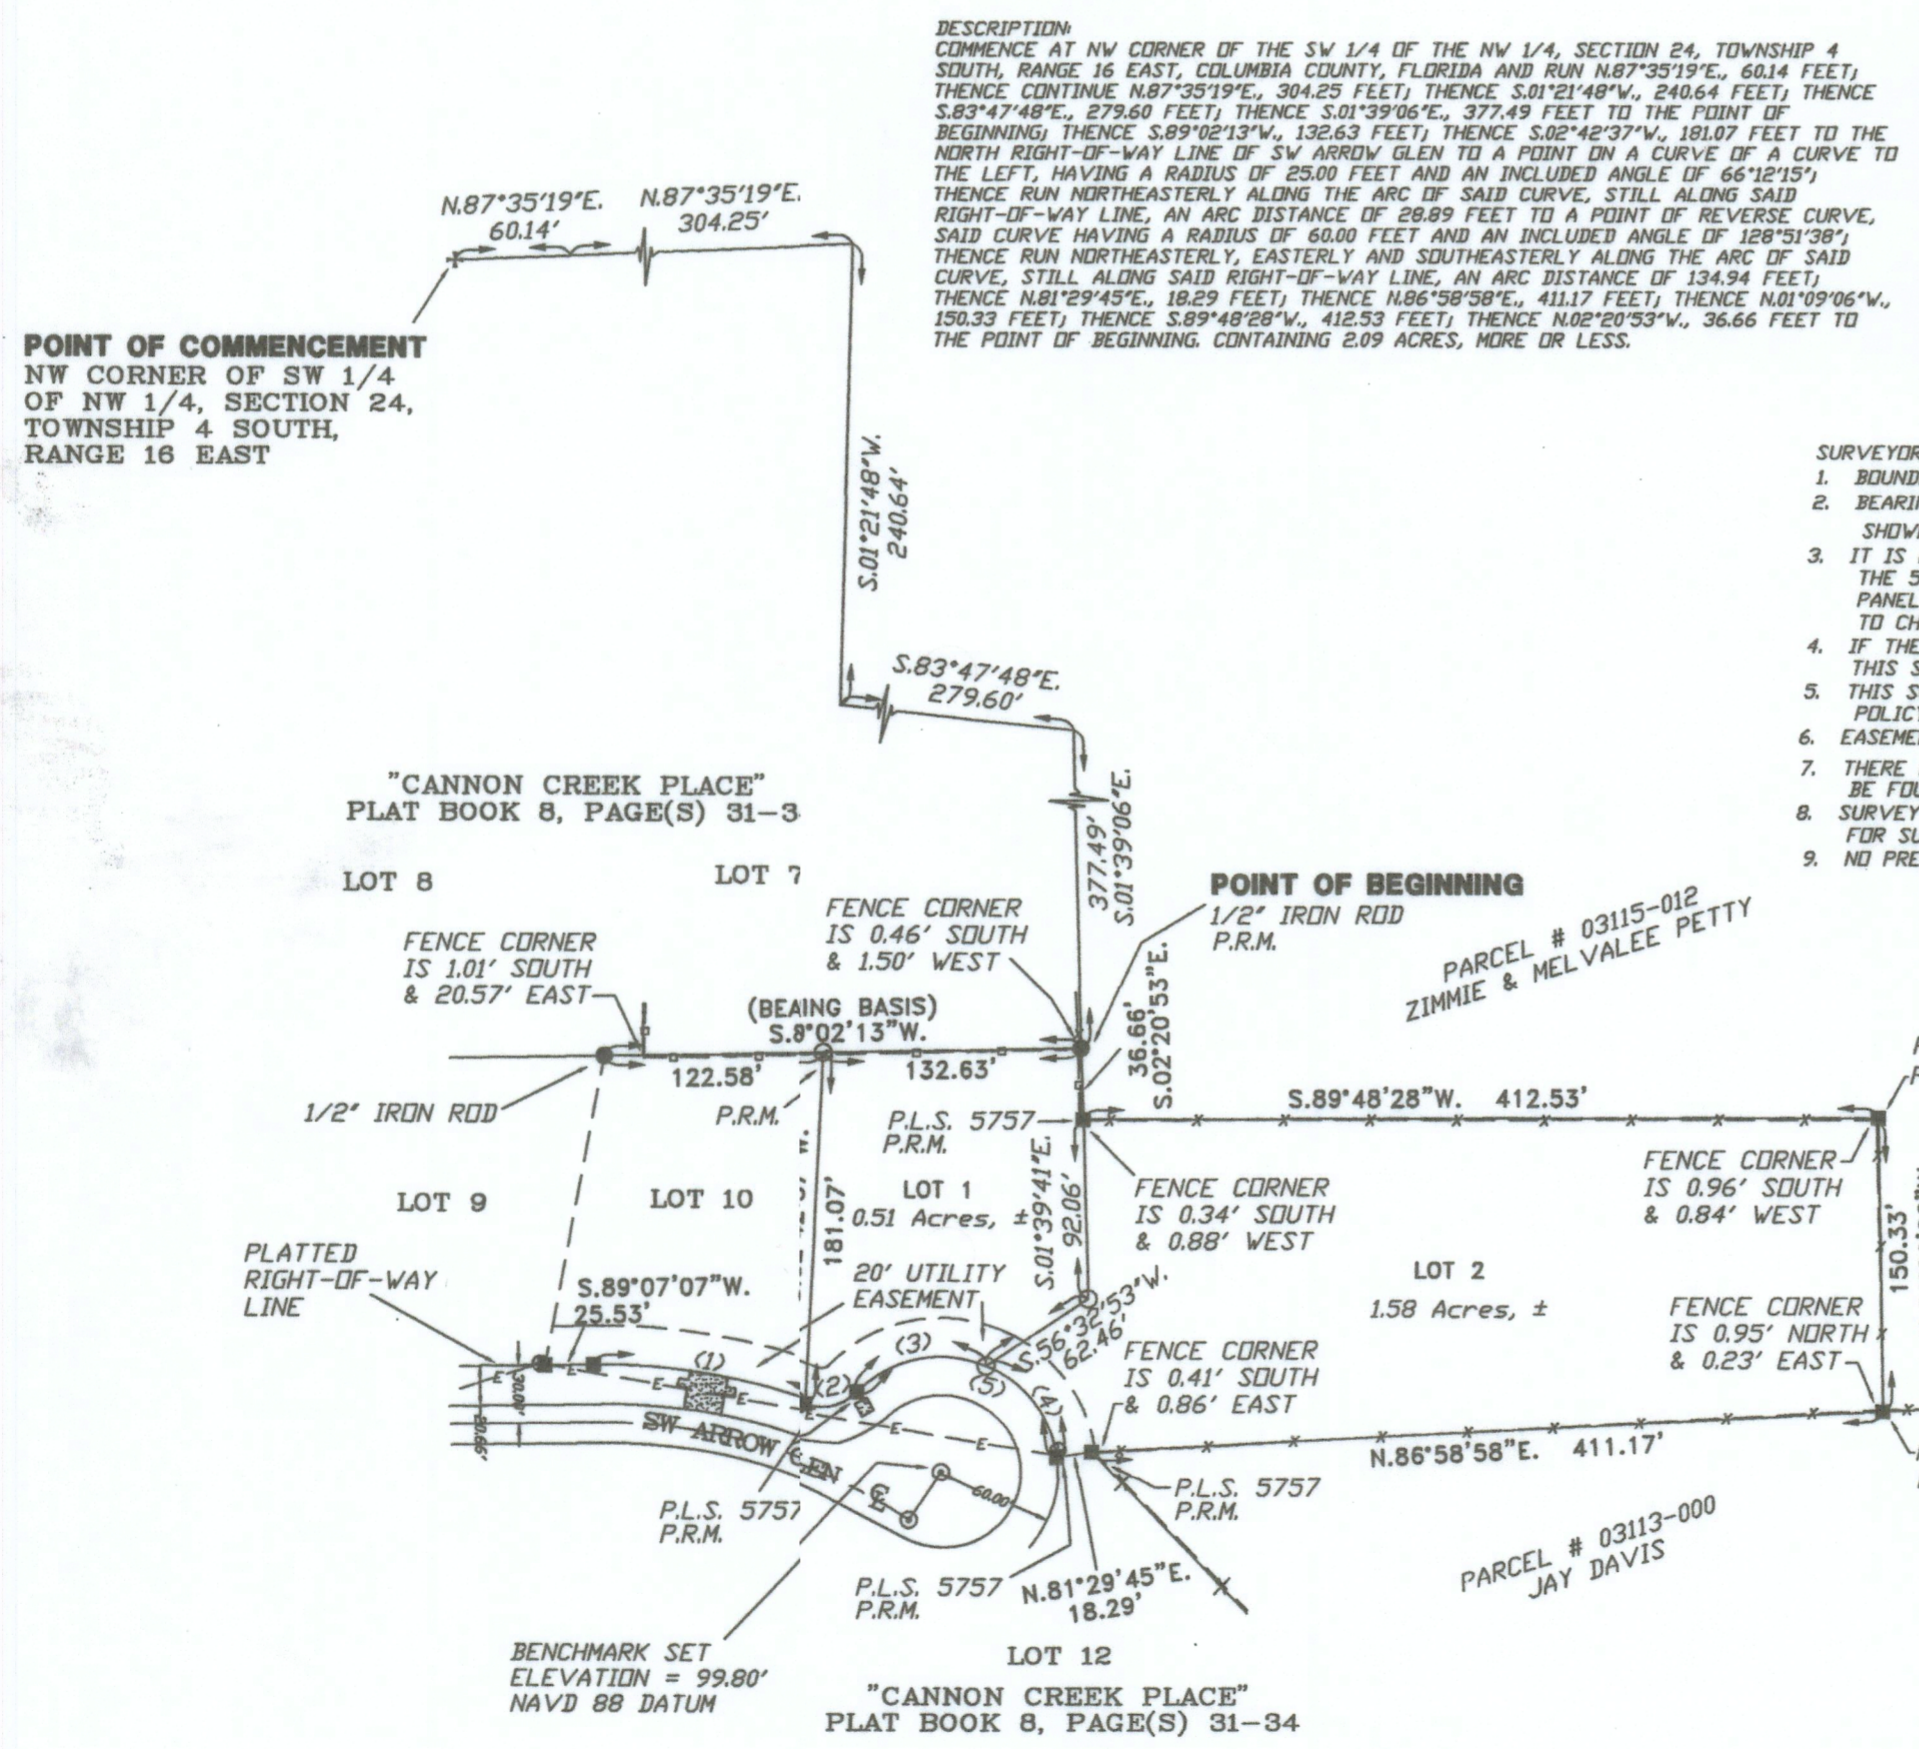 DESCRIPTION:
COMMENCE AT NW CORNER OF THE SW 1/4 OF THE NW 1/4, SECTION 24, TOWNSHIP 4
SOUTH, RANGE 16 EAST, COLUMBIA COUNTY, FLORIDA AND RUN N.87°35'19"E., 60.14 FEET;
THENCE CONTINUE N.87°35'19"E., 304.25 FEET; THENCE S.01°21'48"W., 240.64 FEET; THENCE
S.83°47'48"E., 279.60 FEET; THENCE S.01°39'06"E., 377.49 FEET TO THE POINT OF
BEGINNING; THENCE S.89°02'13"W., 132.63 FEET; THENCE S.02°42'37"W., 181.07 FEET TO THE
NORTH RIGHT-OF-WAY LINE OF SW ARROW GLEN TO A POINT ON A CURVE OF A CURVE TO
THE LEFT, HAVING A RADIUS OF 25.00 FEET AND AN INCLUDED ANGLE OF 66°12'15";
THENCE RUN NORTHEASTERLY ALONG THE ARC OF SAID CURVE, STILL ALONG SAID
RIGHT-OF-WAY LINE, AN ARC DISTANCE OF 28.89 FEET TO A POINT OF REVERSE CURVE,
SAID CURVE HAVING A RADIUS OF 60.00 FEET AND AN INCLUDED ANGLE OF 128°51'38";
THENCE RUN NORTHEASTERLY, EASTERLY AND SOUTHEASTERLY ALONG THE ARC OF SAID
CURVE, STILL ALONG SAID RIGHT-OF-WAY LINE, AN ARC DISTANCE OF 134.94 FEET;
THENCE N.81°29'45"E., 18.29 FEET; THENCE N.86°58'58"E., 411.17 FEET; THENCE N.01°09'06"W.,
150.33 FEET; THENCE S.89°48'28"W., 412.53 FEET; THENCE N.02°20'53"W., 36.66 FEET TO
THE POINT OF BEGINNING. CONTAINING 2.09 ACRES, MORE OR LESS.
N.87°35'19"E.
60.14'
N.87°35'19"E.
304.25'
POINT OF COMMENCEMENT
NW CORNER OF SW 1/4
OF NW 1/4, SECTION 24,
TOWNSHIP 4 SOUTH,
RANGE 16 EAST
S.01°21'48"W.
240.64'
SURVEYOR
1. BOUND
2. BEARI
SHOW
3. IT IS
THE 5
PANEL
TO CH
4. IF THE
THIS S
5. THIS S
POLICY
6. EASEME
7. THERE
BE FOU
8. SURVEY
FOR SU
9. NO PRE
S.83°47'48"E.
279.60'
"CANNON CREEK PLACE"
PLAT BOOK 8, PAGE(S) 31-3
377.49'
S.01°39'06"E.
LOT 8
LOT 7
POINT OF BEGINNING
1/2" IRON ROD
P.R.M.
PARCEL # 03115-012
ZIMMIE & MELVALEE PETTY
FENCE CORNER
IS 0.46' SOUTH
& 1.50' WEST
FENCE CORNER
IS 1.01' SOUTH
& 20.57' EAST
(BEAING BASIS)
S.8°02'13"W.
36.66'
S.02°20'53"E.
122.58'
132.63'
1/2" IRON ROD
P.R.M.
P.L.S. 5757
P.R.M.
S.89°48'28"W. 412.53'
W.
181.07'
S.01°39'41"E.
92.06'
FENCE CORNER
IS 0.34' SOUTH
& 0.88' WEST
FENCE CORNER
IS 0.96' SOUTH
& 0.84' WEST
LOT 9
LOT 10
LOT 1
0.51 Acres, ±
150.33'
PLATTED
RIGHT-OF-WAY
LINE
S.89°07'07"W.
25.53'
20' UTILITY
EASEMENT
LOT 2
1.58 Acres, ±
S.56°32'53"W.
62.46'
FENCE CORNER
IS 0.95' NORTH
& 0.23' EAST
FENCE CORNER
IS 0.41' SOUTH
& 0.86' EAST
(1)
(2)
(3)
(5)
(4)
E
E
E
E
E
30.00'
20.66'
SW ARROW GLEN
60.00'
N.86°58'58"E. 411.17'
P.L.S. 5757
P.R.M.
P.L.S. 5757
P.R.M.
P.L.S. 5757
P.R.M.
N.81°29'45"E.
18.29'
PARCEL # 03113-000
JAY DAVIS
BENCHMARK SET
ELEVATION = 99.80'
NAVD 88 DATUM
LOT 12
"CANNON CREEK PLACE"
PLAT BOOK 8, PAGE(S) 31-34